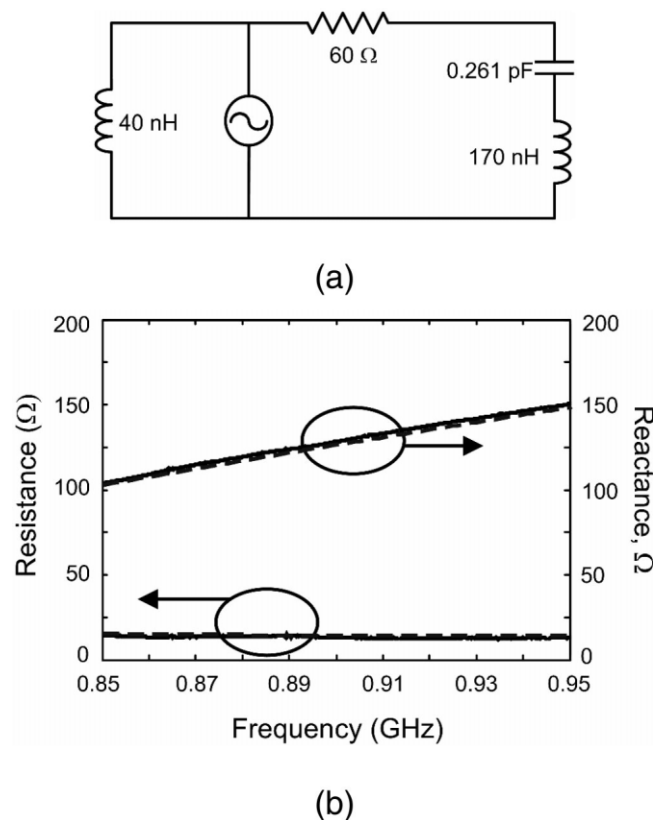 60 Ω
0.261 pF
40 nH
170 nH
(a)
200
150
100
50
0
Resistance (Ω)
200
150
100
50
0
Reactance, Ω
0.85 0.87 0.89 0.91 0.93 0.95
Frequency (GHz)
(b)